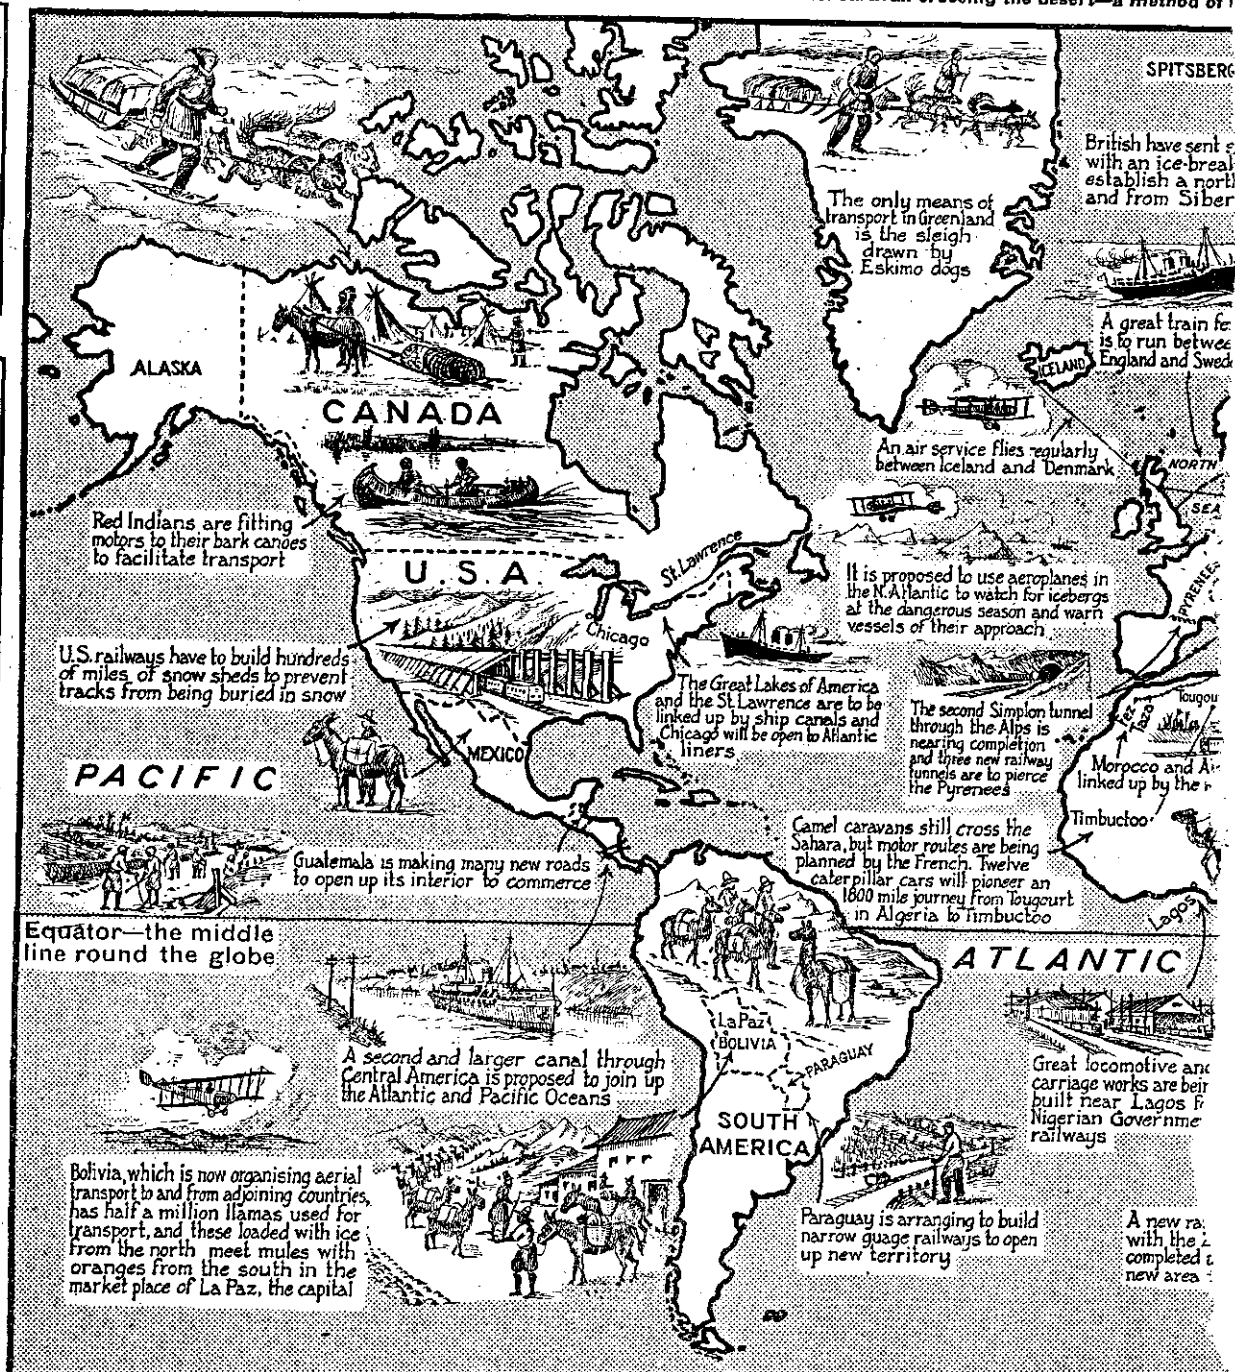 crossing the desert—a method of
SPITSBERG
British have sent
with an ice-break
establish a north
and from Siber
The only means of
transport in Greenland
is the sleigh
drawn by
Eskimo dogs
A great train fe
is to run betwee
England and Swed
ICELAND
ALASKA
CANADA
An air service flies regularly
between Iceland and Denmark
NORTH
SEA
Red Indians are fitting
motors to their bark canoes
to facilitate transport
St. Lawrence
U.S.A.
It is proposed to use aeroplanes in
the N. Atlantic to watch for icebergs
at the dangerous season and warn
vessels of their approach
PYRENEES
Chicago
U.S. railways have to build hundreds
of miles of snow sheds to prevent
tracks from being buried in snow
The Great Lakes of America
and the St Lawrence are to be
linked up by ship canals and
Chicago will be open to Atlantic
liners
The second Simplon tunnel
through the Alps is
nearing completion
and three new railway
tunnels are to pierce
the Pyrenees
Fez
Taza
Tougou
MEXICO
Morocco and
linked up by the
PACIFIC
Timbuctoo
Camel caravans still cross the
Sahara, but motor routes are being
planned by the French. Twelve
caterpillar cars will pioneer an
1800 mile journey from Tougourt
in Algeria to Timbuctoo
Guatemala is making many new roads
to open up its interior to commerce
Lagos
Equator—the middle
line round the globe
ATLANTIC
La Paz
BOLIVIA
PARAGUAY
A second and larger canal through
Central America is proposed to join up
the Atlantic and Pacific Oceans
Great locomotive and
carriage works are bein
built near Lagos
Nigerian Governme
railways
SOUTH
AMERICA
Bolivia, which is now organising aerial
transport to and from adjoining countries,
has half a million llamas used for
transport, and these loaded with ice
from the north meet mules with
oranges from the south in the
market place of La Paz, the capital
Paraguay is arranging to build
narrow guage railways to open
up new territory
A new ra
with the
completed
new area